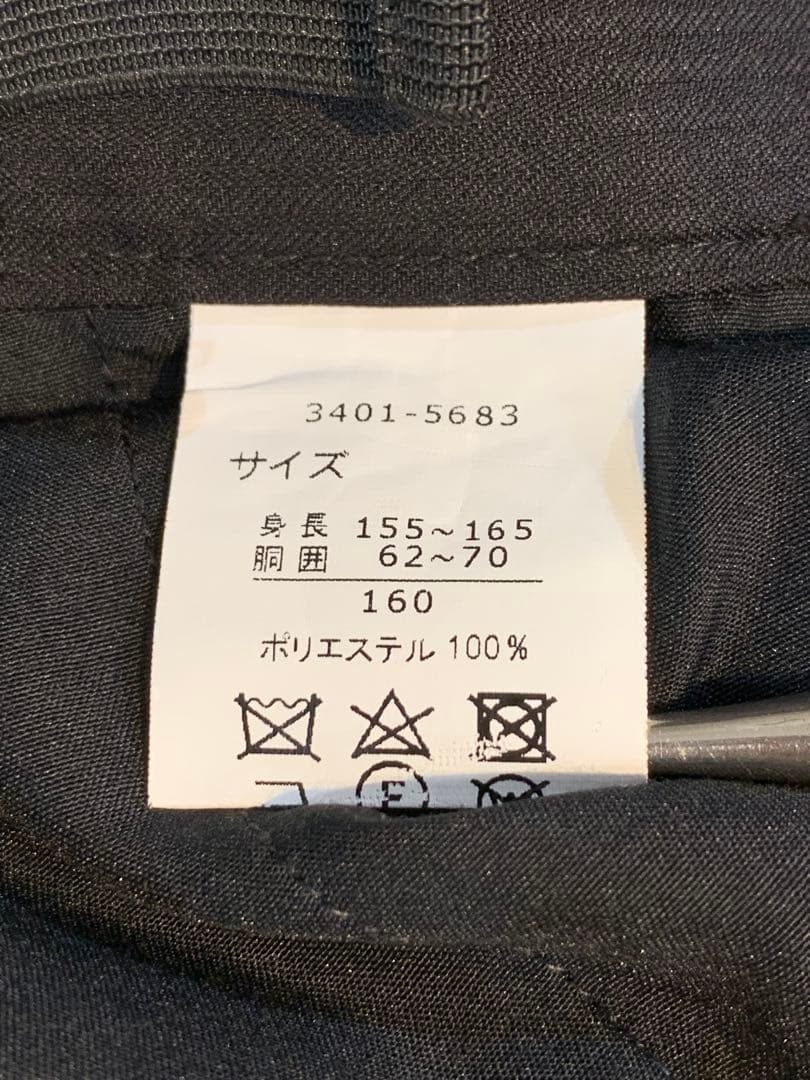 3401-5683
サイズ
身長 155~165
胴囲 62~70
160
ポリエステル 100%